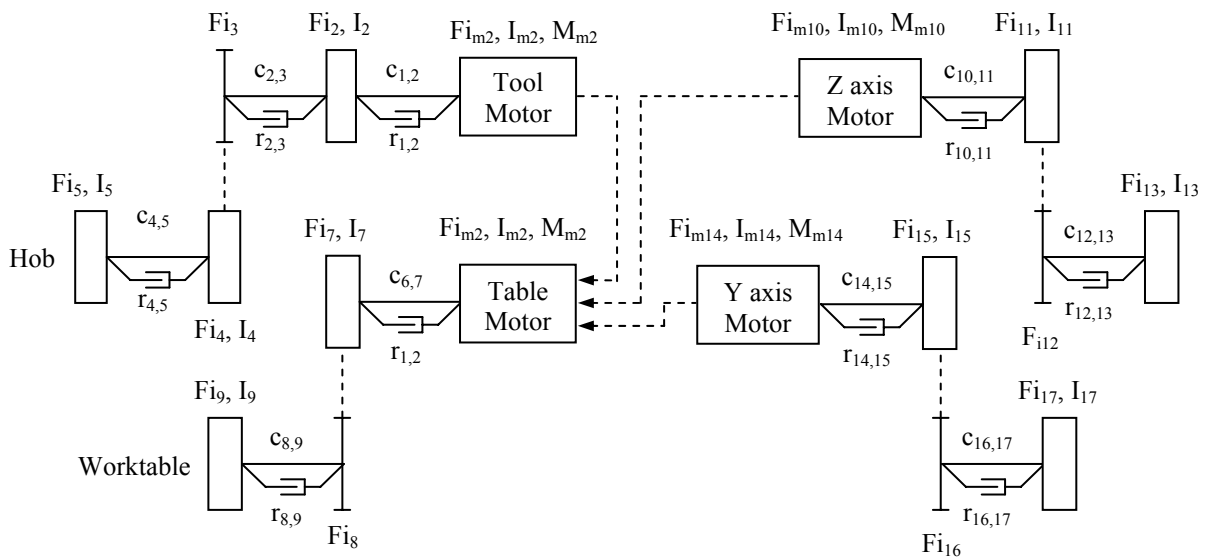 Fi3
Fi2, I2
Fim2, Im2, Mm2
Fim10, Im10, Mm10
Fi11, I11
c2,3
c1,2
Tool
Motor
Z axis
Motor
c10,11
r2,3
r1,2
r10,11
Fi5, I5
c4,5
Hob
r4,5
Fi4, I4
Fi7, I7
Fim2, Im2, Mm2
c6,7
Table
Motor
r1,2
Fim14, Im14, Mm14
Fi15, I15
Y axis
Motor
c14,15
r14,15
Fi13, I13
c12,13
r12,13
Fi12
Fi9, I9
c8,9
Worktable
r8,9
Fi8
Fi17, I17
c16,17
r16,17
Fi16